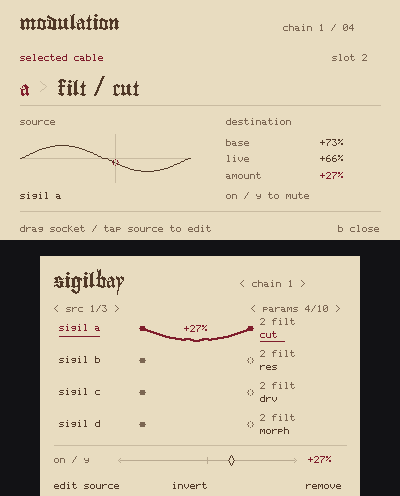 modulation
chain 1 / 04
selected cable
slot 2
a > filt / cut
source
destination
base +73%
live +66%
amount +27%
sigil a
on / y to mute
drag socket / tap source to edit
b close
sigilbay
< chain 1 >
< src 1/3 >
< params 4/10 >
sigil a
+27%
2 filt
cut
sigil b
2 filt
res
sigil c
2 filt
drv
sigil d
2 filt
morph
on / y
+27%
edit source
invert
remove